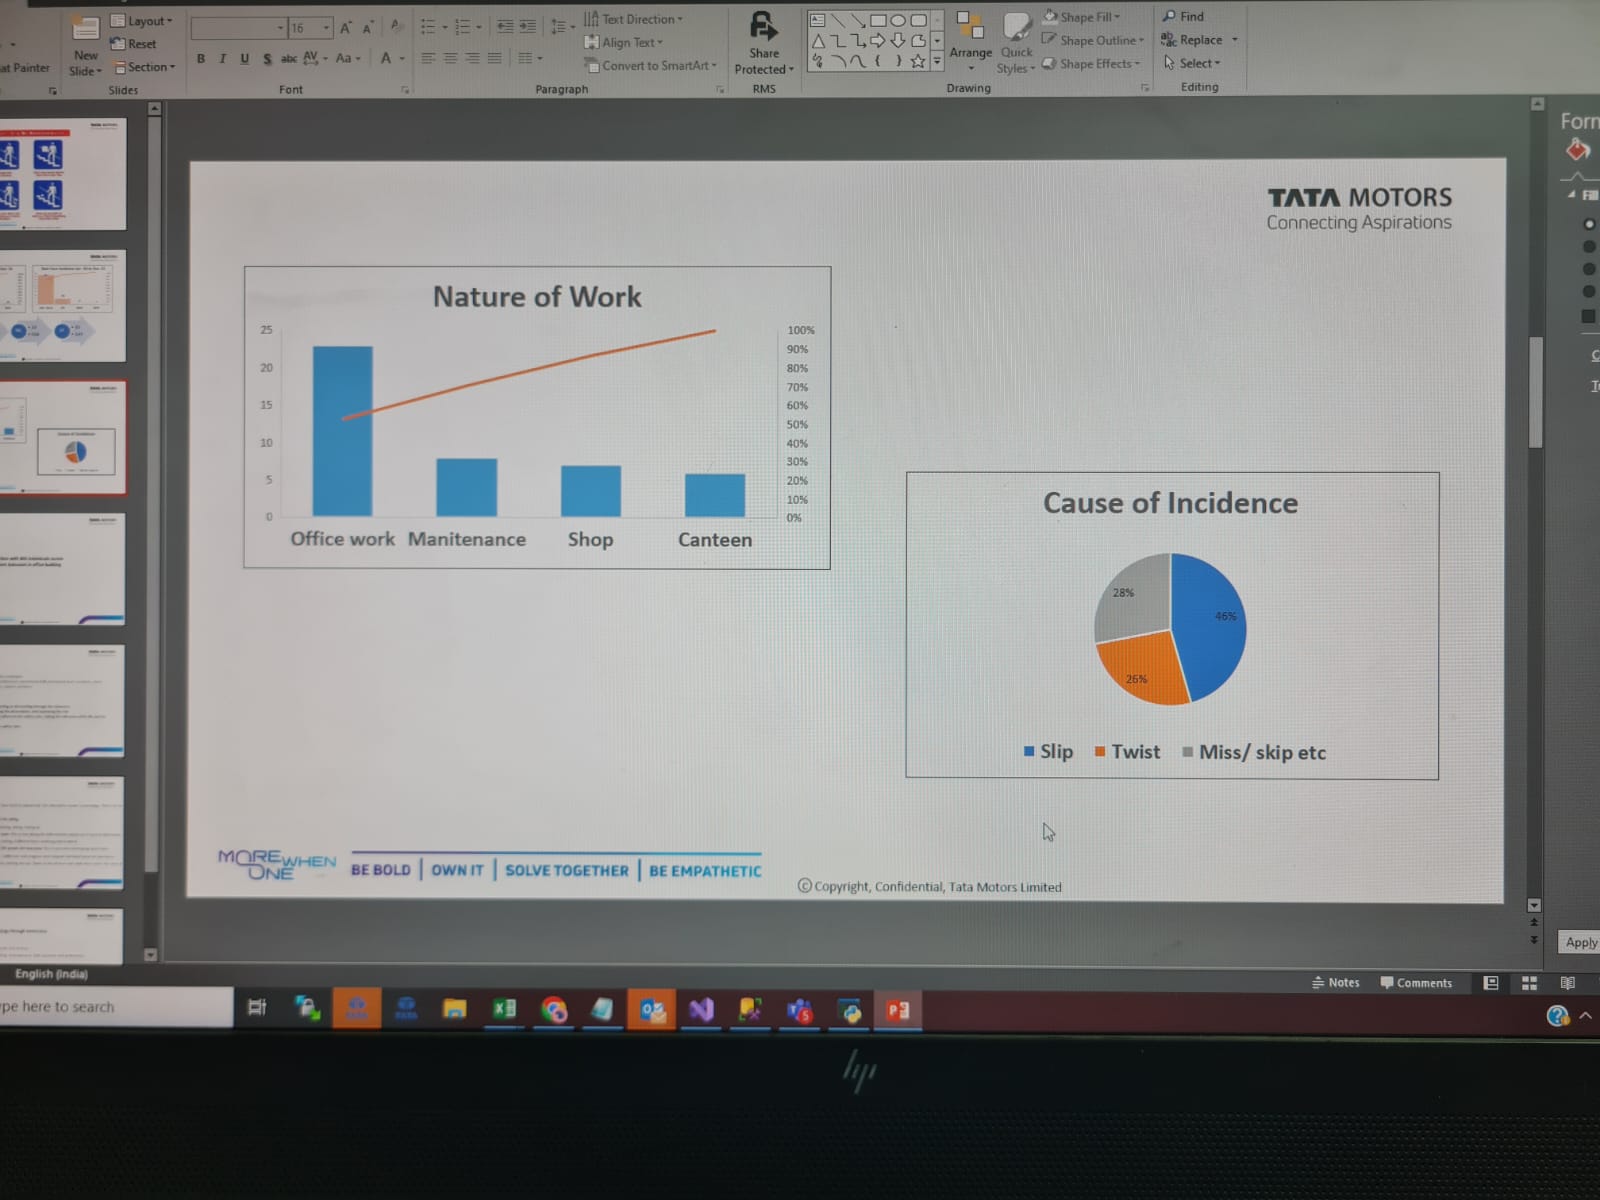 Layout
Reset
Section
New
Slide
at Painter
Slides
16
B I U S abc AV Aa A
Font
Text Direction
Align Text
Convert to SmartArt
Paragraph
Share
Protected
RMS
Arrange
Quick
Styles
Shape Fill
Shape Outline
Shape Effects
Drawing
Find
Replace
Select
Editing
Form
Fill
TATA MOTORS
Connecting Aspirations
Nature of Work
25
20
15
10
5
0
100%
90%
80%
70%
60%
50%
40%
30%
20%
10%
0%
Office work Manitenance Shop Canteen
Cause of Incidence
28%
46%
26%
Slip Twist Miss/ skip etc
MORE WHEN ONE
BE BOLD | OWN IT | SOLVE TOGETHER | BE EMPATHETIC
© Copyright, Confidential, Tata Motors Limited
Apply
English (India)
Notes Comments
pe here to search
hp